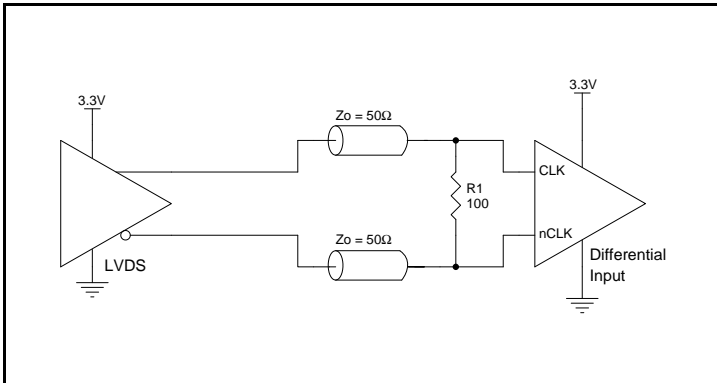 3.3V
3.3V
Zo = 50Ω
CLK
R1
100
nCLK
Zo = 50Ω
LVDS
Differential
Input